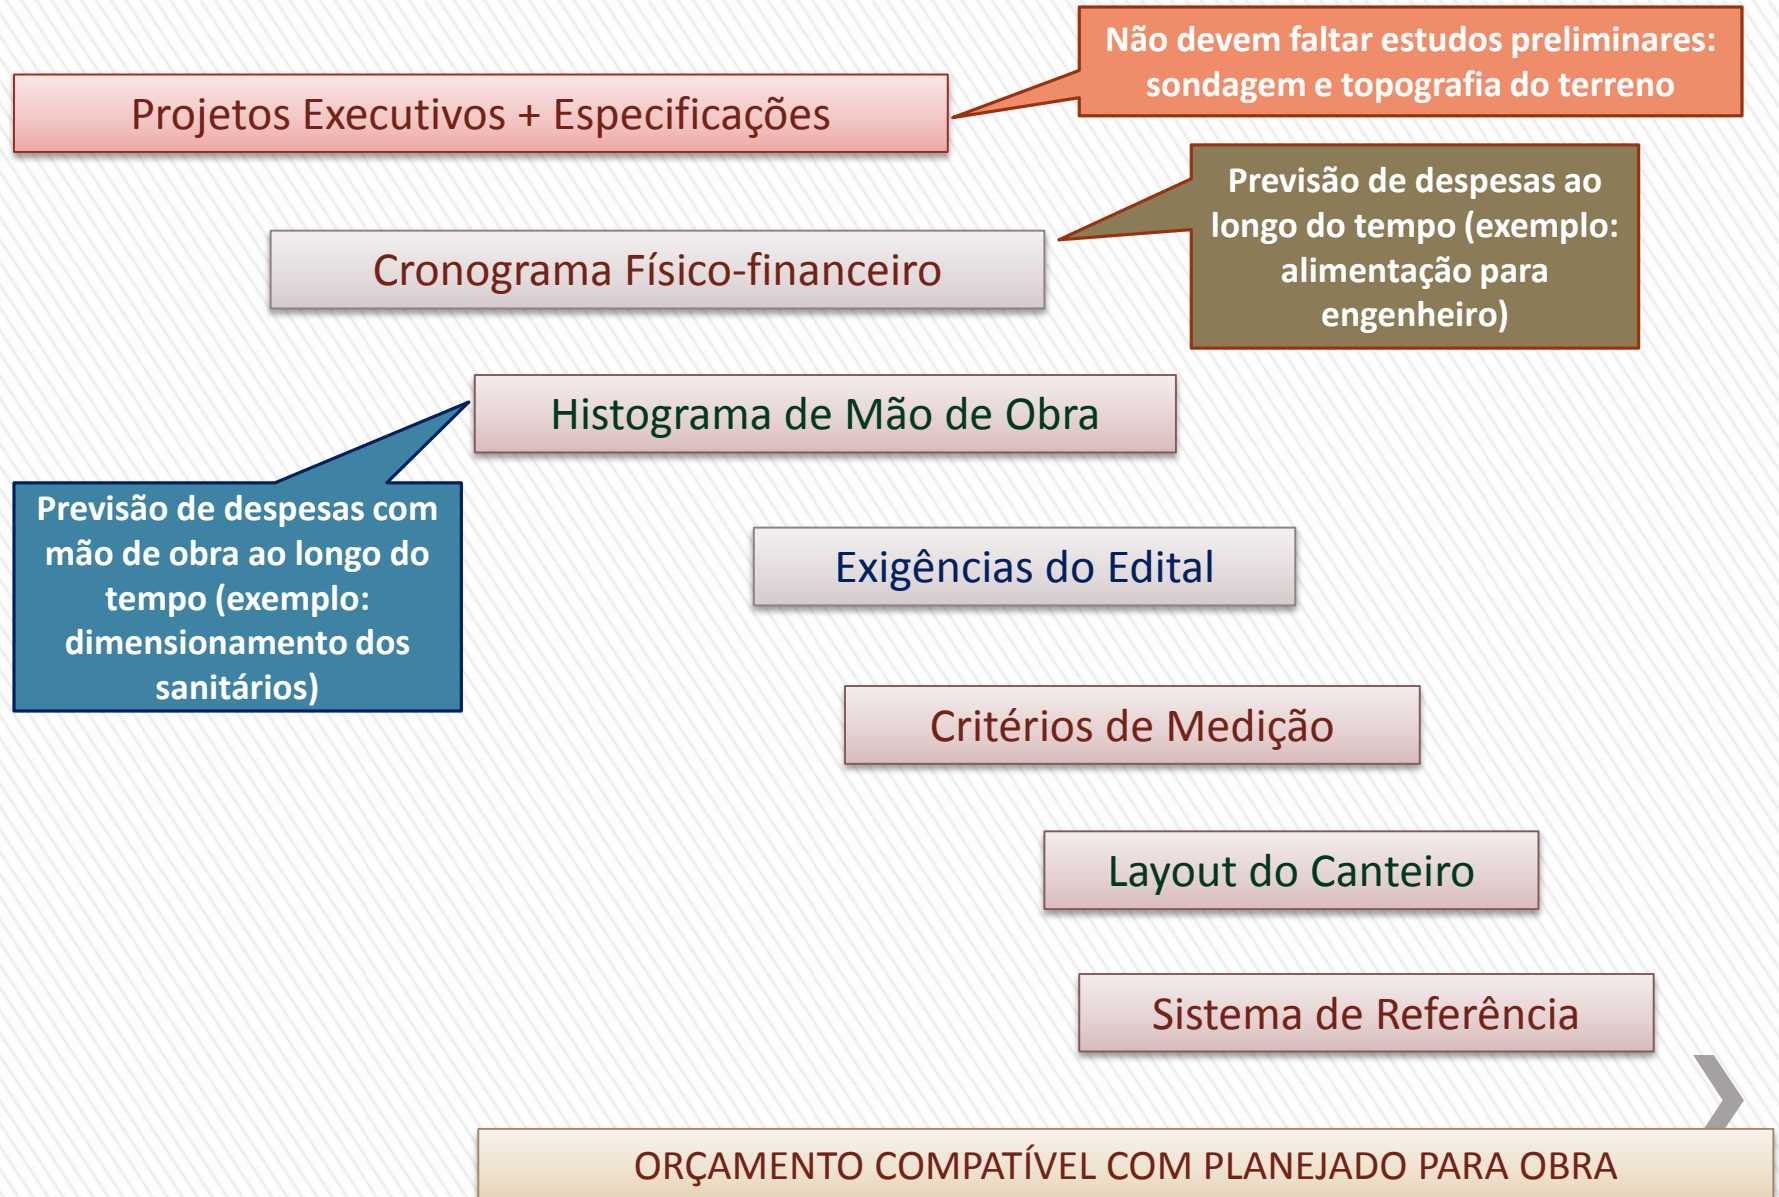 Não devem faltar estudos preliminares:
sondagem e topografia do terreno
Projetos Executivos + Especificações
Previsão de despesas ao
longo do tempo (exemplo:
alimentação para
engenheiro)
Cronograma Físico-financeiro
Histograma de Mão de Obra
Previsão de despesas com
mão de obra ao longo do
tempo (exemplo:
dimensionamento dos
sanitários)
Exigências do Edital
Critérios de Medição
Layout do Canteiro
Sistema de Referência
ORÇAMENTO COMPATÍVEL COM PLANEJADO PARA OBRA